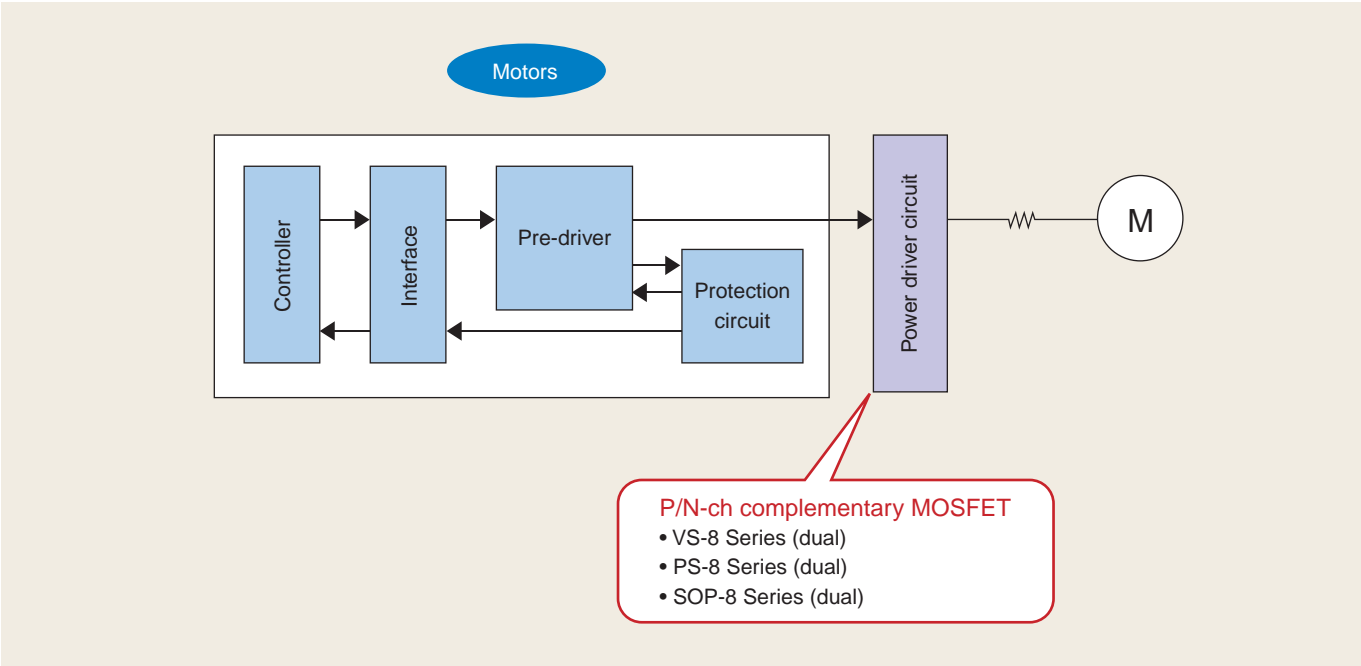 Motors
Controller
Interface
Pre-driver
Protection
circuit
Power driver circuit
M
P/N-ch complementary MOSFET
• VS-8 Series (dual)
• PS-8 Series (dual)
• SOP-8 Series (dual)